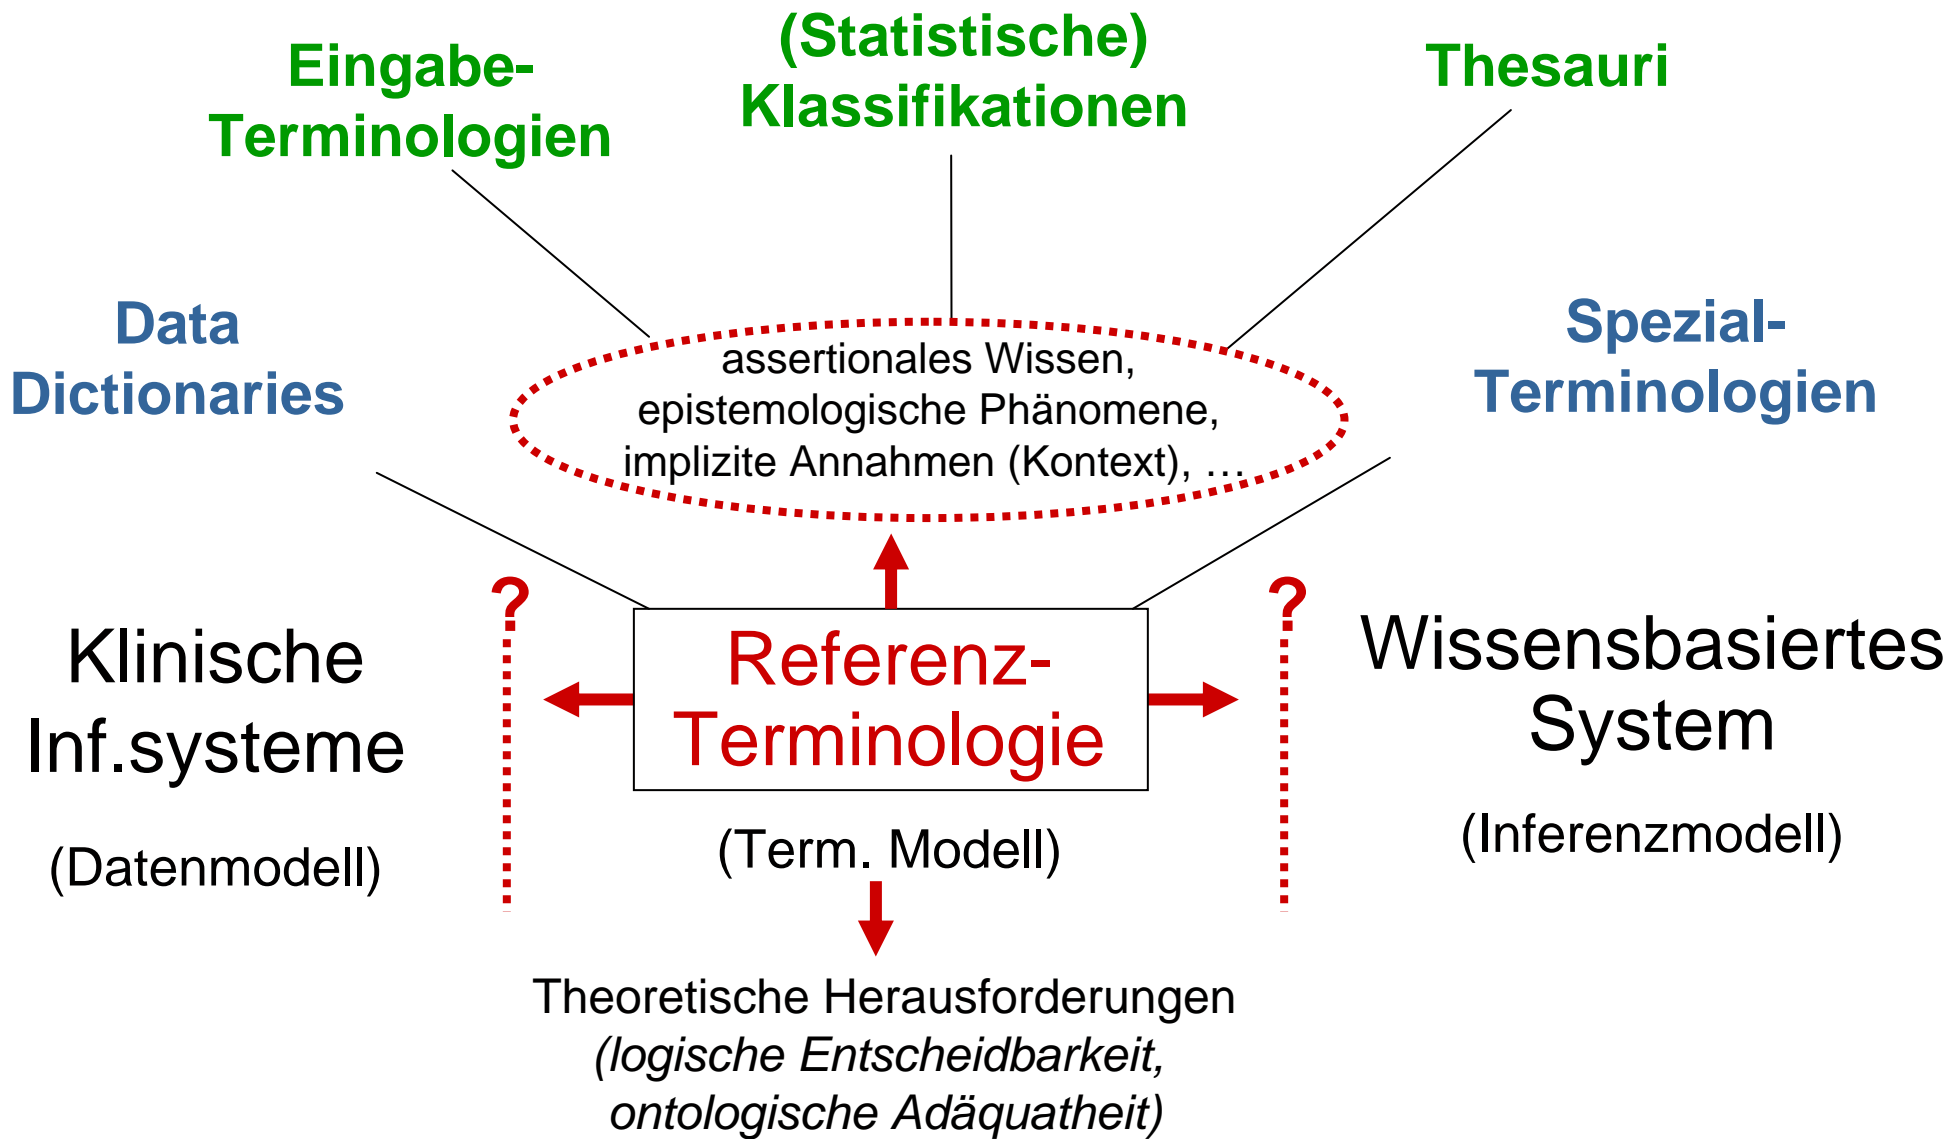 Eingabe-
Terminologien
(Statistische)
Klassifikationen
Thesauri
Data
Dictionaries
assertionales Wissen,
epistemologische Phänomene,
implizite Annahmen (Kontext), …
Spezial-
Terminologien
?
?
Klinische
Inf.systeme
(Datenmodell)
Referenz-
Terminologie
(Term. Modell)
Wissensbasiertes
System
(Inferenzmodell)
Theoretische Herausforderungen
(logische Entscheidbarkeit,
ontologische Adäquatheit)